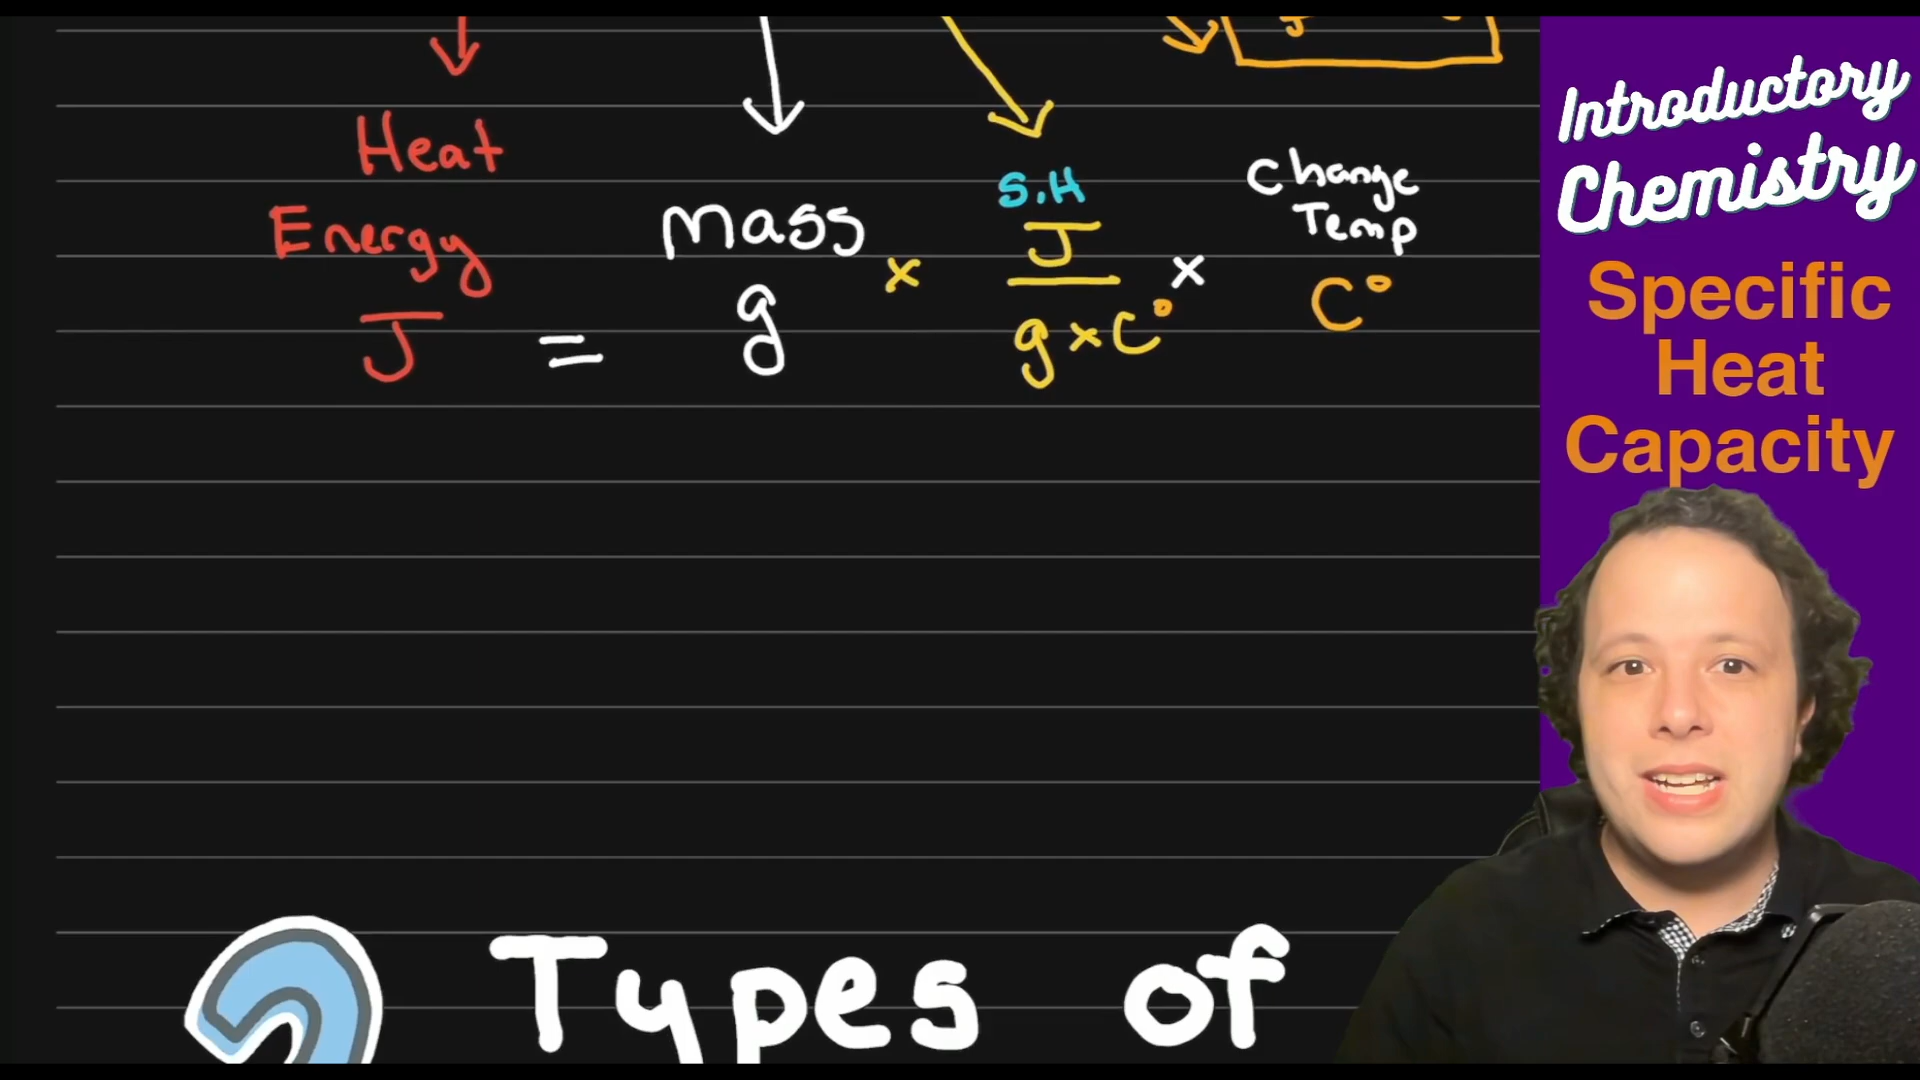 Heat
Energy
J
=
Mass
g
x
S.H
J
g x C°
x
Change
Temp
C°
Types of
Introductory
Chemistry
Specific
Heat
Capacity